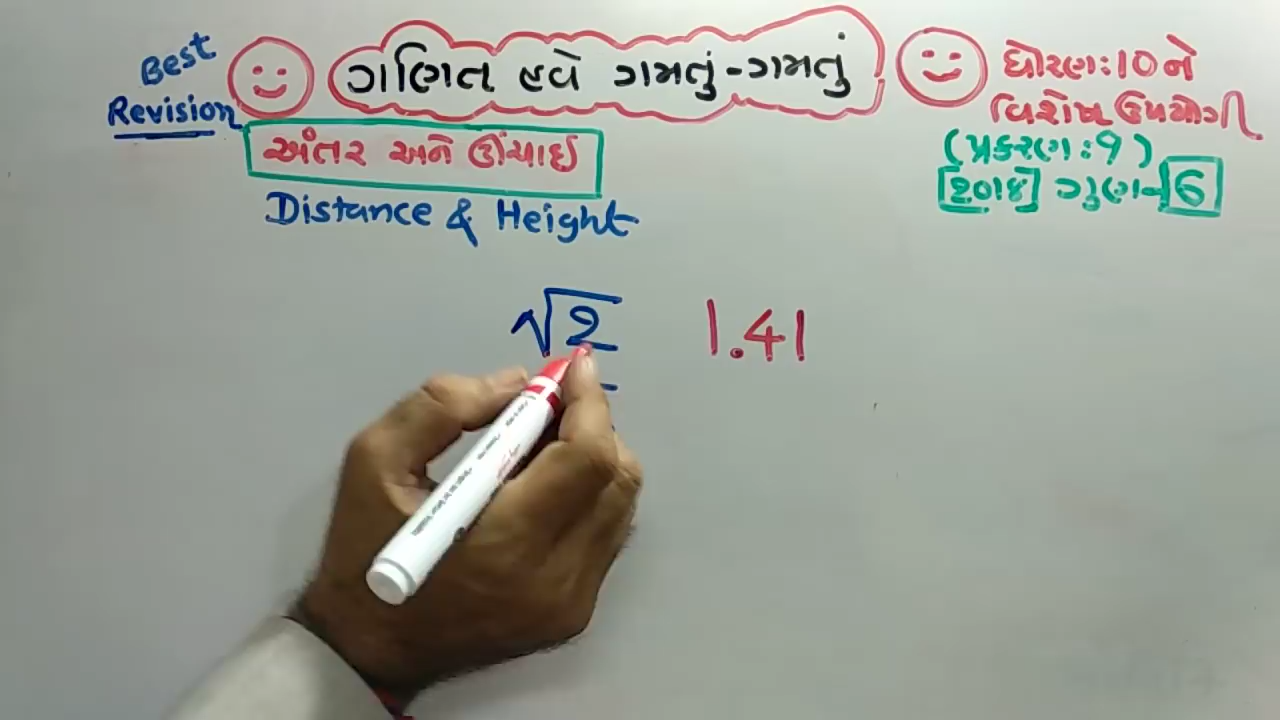 Best
Revision
ગણિત હવે ગમતું-ગમતું
ધોરણ:10 ને
વિશેષ ઉપયોગી
(પ્રકરણ:9)
[2018] ગુણ-6
અંતર અને ઊંચાઈ
Distance & Height
√2 1.41